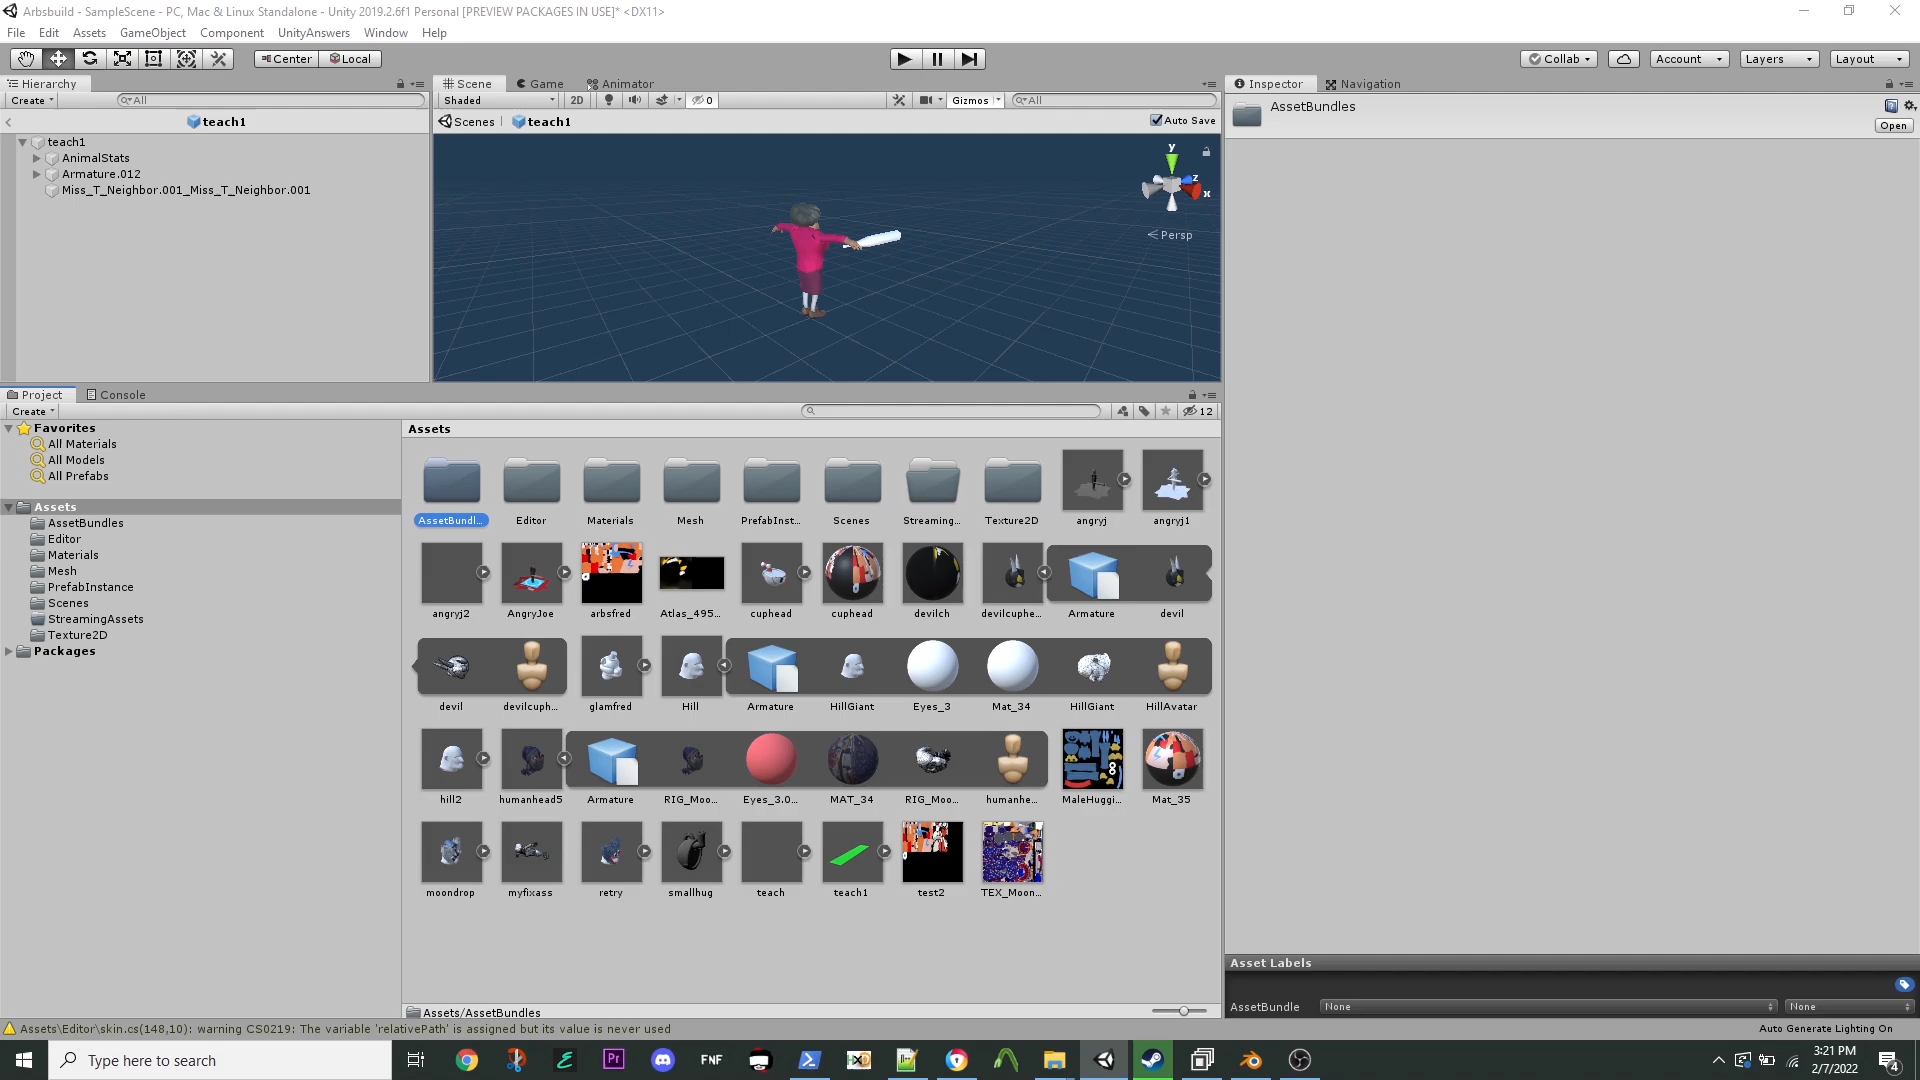 Arbsbuild - SampleScene - PC, Mac & Linux Standalone - Unity 2019.2.6f1 Personal [PREVIEW PACKAGES IN USE]* <DX11>
File Edit Assets GameObject Component UnityAnswers Window Help
Center Local Collab Account Layers Layout
Hierarchy Scene Game Animator Inspector Navigation
Create All Shaded 2D 0 Gizmos All AssetBundles
Open
teach1 Scenes teach1 Auto Save
teach1
AnimalStats
Armature.012
Miss_T_Neighbor.001_Miss_T_Neighbor.001
y
z
x
Persp
Project Console
Create 12
Favorites
All Materials
All Models
All Prefabs
Assets
AssetBundles
Editor
Materials
Mesh
PrefabInstance
Scenes
StreamingAssets
Texture2D
Packages
Assets
AssetBundl... Editor Materials Mesh PrefabInst... Scenes Streaming... Texture2D angryj angryj1
angryj2 AngryJoe arbsfred Atlas_495... cuphead cuphead devilch devilcuphe... Armature devil
devil devilcuph... glamfred Hill Armature HillGiant Eyes_3 Mat_34 HillGiant HillAvatar
hill2 humanhead5 Armature RIG_Moo... Eyes_3.0... MAT_34 RIG_Moo... humanhe... MaleHuggi... Mat_35
moondrop myfixass retry smallhug teach teach1 test2 TEX_Moon...
Assets/AssetBundles
Asset Labels
AssetBundle None None
Assets\Editor\skin.cs(148,10): warning CS0219: The variable 'relativePath' is assigned but its value is never used
Auto Generate Lighting On
Type here to search
Pr
FNF
3:21 PM
2/7/2022
4